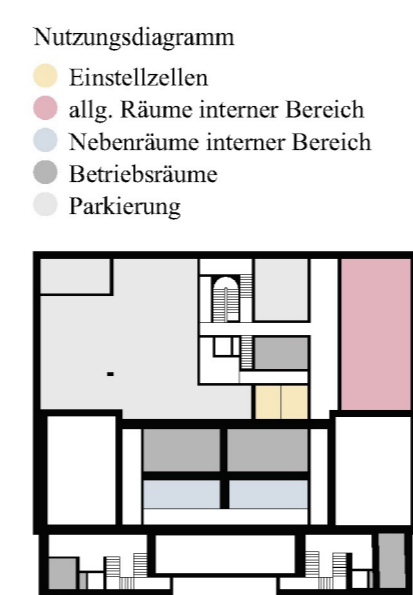 Nutzungsdiagramm
Einstellzellen
allg. Räume interner Bereich
Nebenräume interner Bereich
Betriebsräume
Parkierung